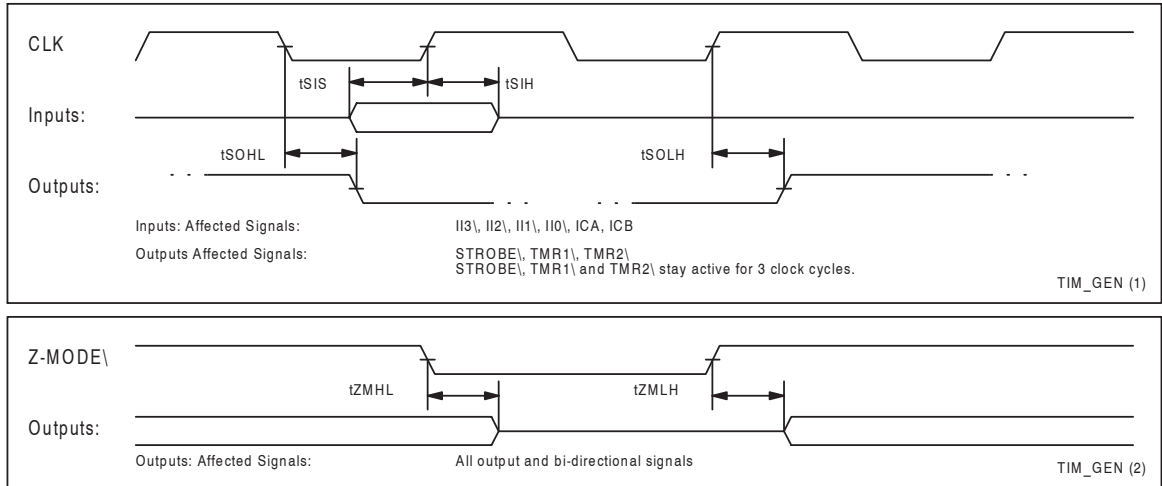 CLK
tSIS
tSIH
Inputs:
tSOHL
tSOLH
Outputs:
Inputs: Affected Signals: II3\, II2\, II1\, II0\, ICA, ICB
Outputs Affected Signals: STROBE\, TMR1\, TMR2\
STROBE\, TMR1\ and TMR2\ stay active for 3 clock cycles.
TIM_GEN (1)
Z-MODE\
tZMHL
tZMLH
Outputs:
Outputs: Affected Signals: All output and bi-directional signals
TIM_GEN (2)